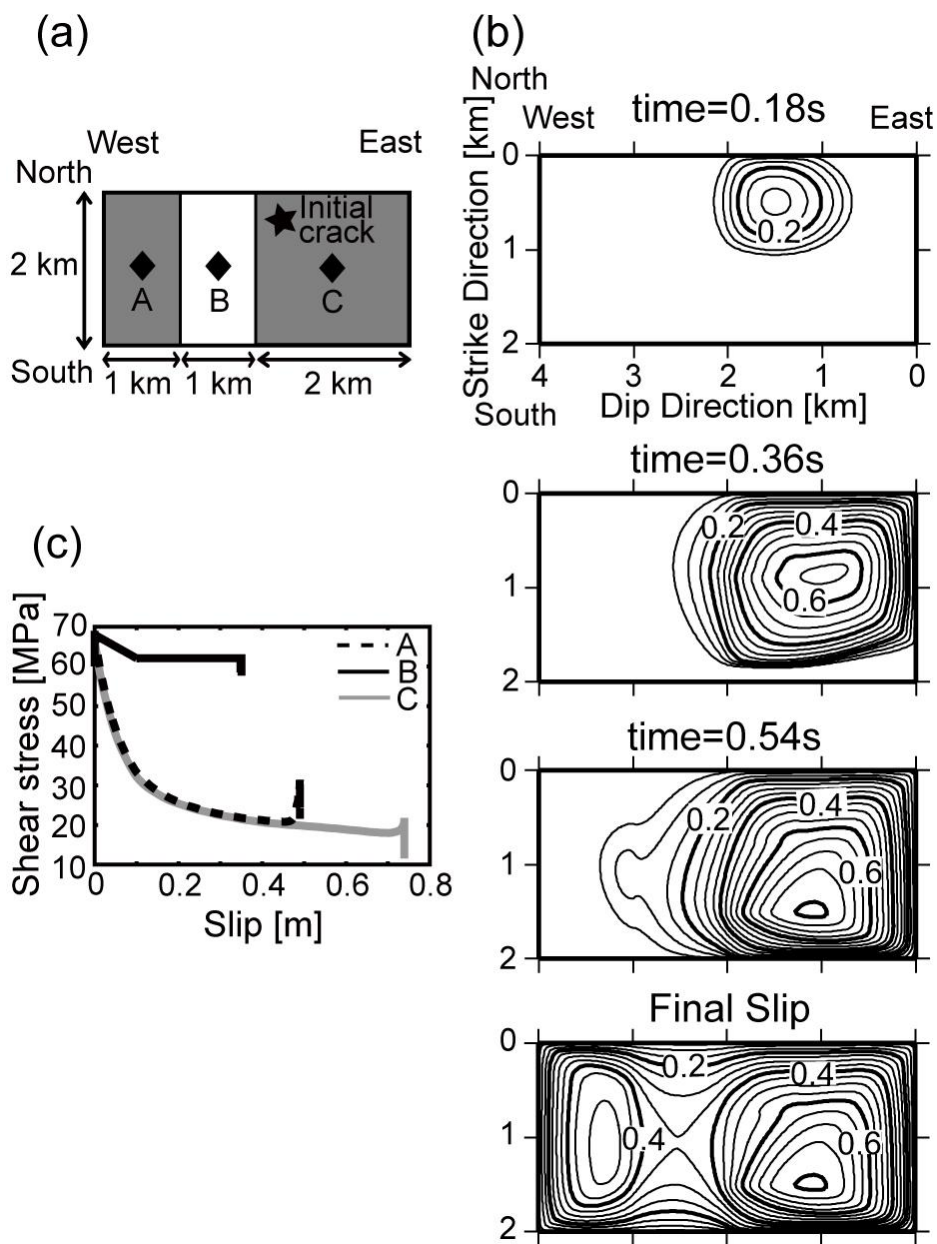 (a)
West East
North
Initial
crack
2 km
A B C
South
1 km 1 km 2 km
(b)
North
West time=0.18s East
Strike Direction [km]
0
1
2
0.2
4 3 2 1 0
South Dip Direction [km]
time=0.36s
0
1
2
0.2 0.4
0.6
time=0.54s
0
1
2
0.2 0.4
0.6
Final Slip
0
1
2
0.2 0.4
0.4 0.6
(c)
Shear stress [MPa]
70
60
50
40
30
20
10
A
B
C
0 0.2 0.4 0.6 0.8
Slip [m]